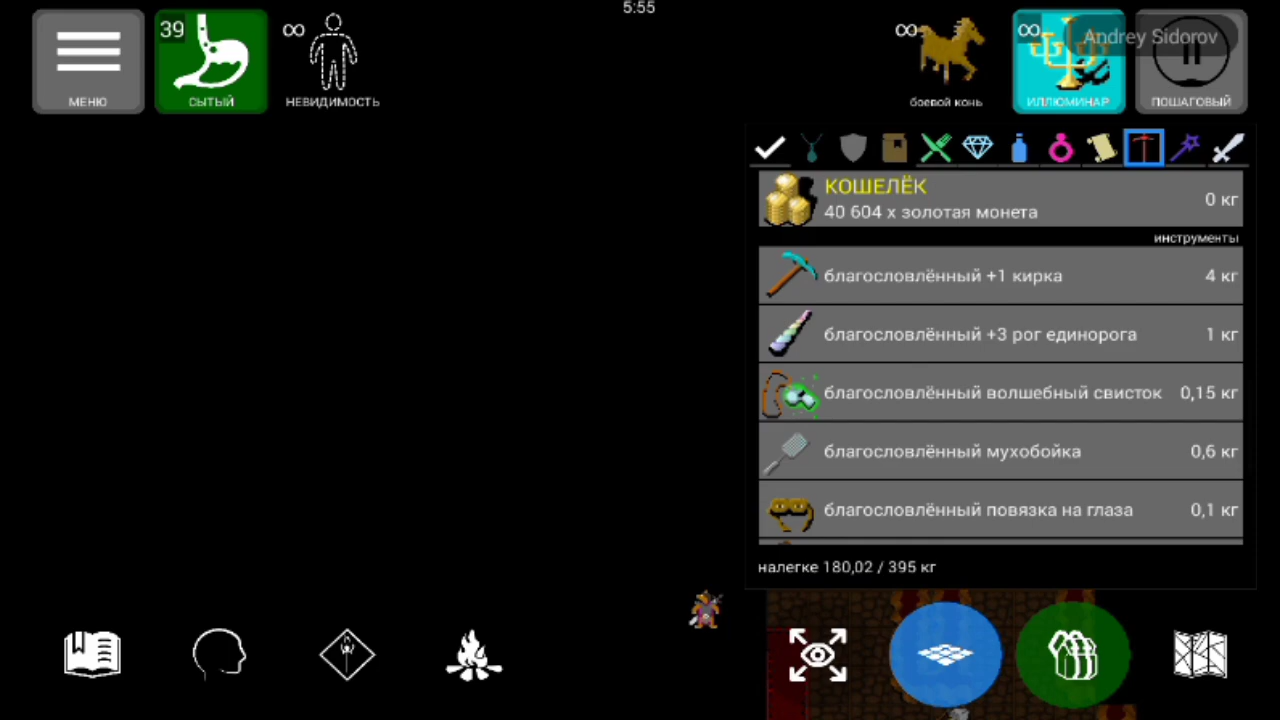 5:55
39
∞
∞
∞
Andrey Sidorov
МЕНЮ
СЫТЫЙ
НЕВИДИМОСТЬ
боевой конь
ИЛЛЮМИНАР
ПОШАГОВЫЙ
КОШЕЛЁК
40 604 x золотая монета
0 кг
инструменты
благословлённый +1 кирка
4 кг
благословлённый +3 рог единорога
1 кг
благословлённый волшебный свисток
0,15 кг
благословлённый мухобойка
0,6 кг
благословлённый повязка на глаза
0,1 кг
налегке 180,02 / 395 кг